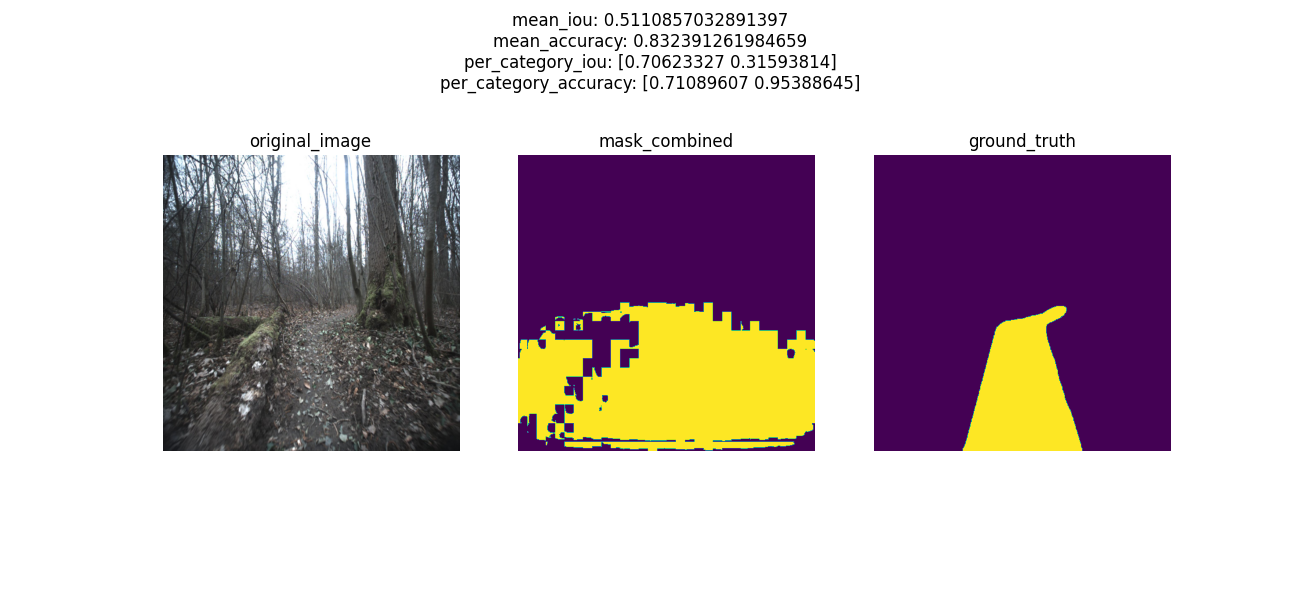 mean_iou: 0.5110857032891397
mean_accuracy: 0.832391261984659
per_category_iou: [0.70623327 0.31593814]
per_category_accuracy: [0.71089607 0.95388645]
original_image
mask_combined
ground_truth